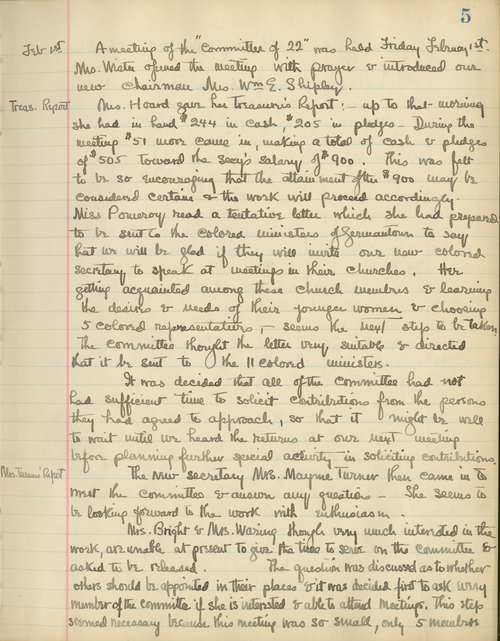 5
Feb 1st A meeting of the "Committee of 22" was held Friday February 1st.
Mrs. Wister opened the meeting with prayer & introduced our
new Chairman Mrs. Wm E. Shipley.
Treas. Report Mrs. Hoard gave her Treasurer's Report:- up to that morning
she had in hand $244 in cash, $205 in pledges - During the
meeting $51 more came in, making a total of cash & pledges
of $505 toward the Secy's salary of $900. This was felt
to be so encouraging that the attainment of the $900 may be
considered certain & the work will proceed accordingly.
Miss Pomeroy read a tentative letter which she had prepared
to be sent to the colored ministers of Germantown to say
that we will be glad if they will invite our new colored
secretary to speak at meetings in their churches. Her
getting acquainted among these church members & learning
the desires & needs of their younger women & choosing
5 colored representatives, - seems the next step to be taken.
The committee thought the letter very suitable & directed
that it be sent to the 11 colored ministers.
It was decided that all of the Committee had not
had sufficient time to solicit contributions from the persons
they had agreed to approach, so that it might be well
to wait until we heard the returns at our next meeting
before planning further special activity in soliciting contributions.
Mrs. Turner's Report The new secretary Mrs. Mayne Turner then came in to
meet the committee & answer any questions - She seems to
be looking forward to the work with enthusiasm.
Mrs. Bright & Mrs. Waring though very much interested in the
work, are unable at present to give the time to serve on the committee &
asked to be released. The question was discussed as to whether
others should be appointed in their places & it was decided first to ask every
member of the committee if she is interested & able to attend meetings. This step
seemed necessary because this meeting was so small, only 5 members